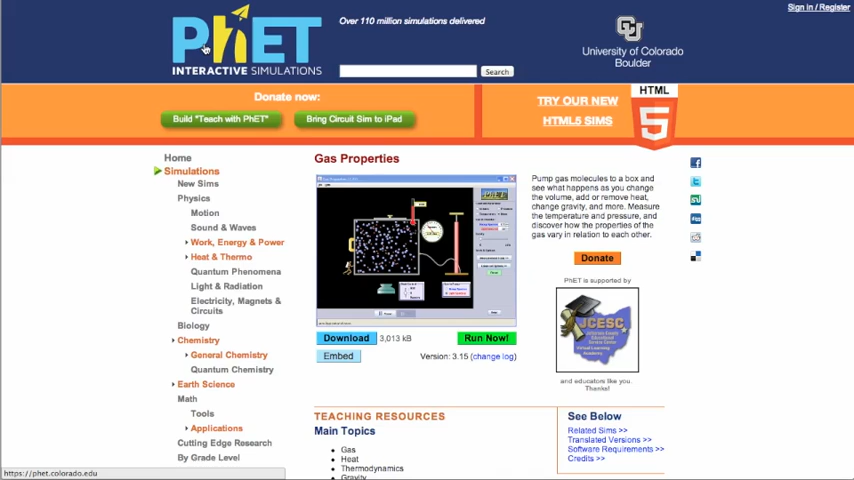 Sign in / Register
PhET
INTERACTIVE SIMULATIONS
Over 110 million simulations delivered
Search
University of Colorado
Boulder
Donate now:
Build "Teach with PhET"
Bring Circuit Sim to iPad
TRY OUR NEW
HTML5 SIMS
HTML
5
Home
Simulations
New Sims
Physics
Motion
Sound & Waves
Work, Energy & Power
Heat & Thermo
Quantum Phenomena
Light & Radiation
Electricity, Magnets &
Circuits
Biology
Chemistry
General Chemistry
Quantum Chemistry
Earth Science
Math
Tools
Applications
Cutting Edge Research
By Grade Level
Gas Properties
Download
3,013 kB
Run Now!
Embed
Version: 3.15 (change log)
Pump gas molecules to a box and
see what happens as you change
the volume, add or remove heat,
change gravity, and more. Measure
the temperature and pressure, and
discover how the properties of the
gas vary in relation to each other.
Donate
PhET is supported by
JCESC
and educators like you.
Thanks!
TEACHING RESOURCES
Main Topics
Gas
Heat
Thermodynamics
Gravity
See Below
Related Sims >>
Translated Versions >>
Software Requirements >>
Credits >>
https://phet.colorado.edu